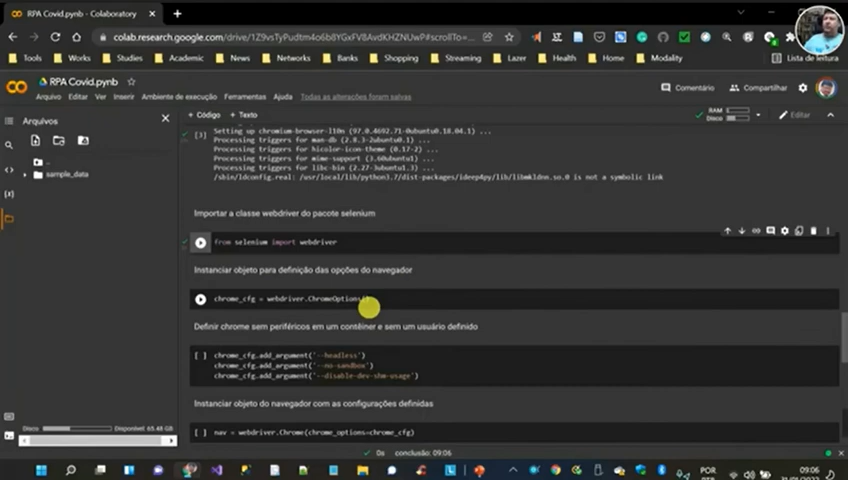 RPA Covid.pynb - Colaboratory
colab.research.google.com/drive/
Tools Works Social Academic News Networks Banks Shopping Streaming Lazer Health Home Modality Lista de leitura
RPA Covid.pynb
Comentário Compartilhar
Arquivo Editar Ver Inserir Ambiente de execução Ferramentas Ajuda Todas as alterações foram salvas
+ Código + Texto
RAM
Disco
Editar
Arquivos
..
sample_data
Disco Disponível: 65.48 GB
[3]
Setting up chromium-browser-l10n (97.0.4692.71-0ubuntu0.18.04.1) ...
Processing triggers for man-db (2.8.3-2ubuntu0.1) ...
Processing triggers for hicolor-icon-theme (0.17-2) ...
Processing triggers for mime-support (3.60ubuntu1) ...
Processing triggers for libc-bin (2.27-3ubuntu1.3) ...
/sbin/ldconfig.real: /usr/local/lib/python3.7/dist-packages/ideep4py/lib/libmkldnn.so.0 is not a symbolic link
Importar a classe webdriver do pacote selenium
from selenium import webdriver
Instanciar objeto para definição das opções do navegador
chrome_cfg = webdriver.ChromeOptions()
Definir chrome sem periféricos em um contêiner e sem um usuário definido
[ ] chrome_cfg.add_argument('--headless')
chrome_cfg.add_argument('--no-sandbox')
chrome_cfg.add_argument('--disable-dev-shm-usage')
Instanciar objeto do navegador com as configurações definidas
[ ] nav = webdriver.Chrome(chrome_options=chrome_cfg)
0s conclusão: 09:06
POR
09:06